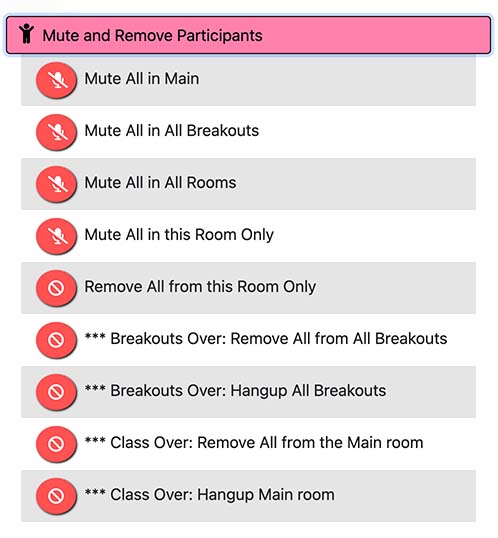 Mute and Remove Participants
Mute All in Main
Mute All in All Breakouts
Mute All in All Rooms
Mute All in this Room Only
Remove All from this Room Only
*** Breakouts Over: Remove All from All Breakouts
*** Breakouts Over: Hangup All Breakouts
*** Class Over: Remove All from the Main room
*** Class Over: Hangup Main room